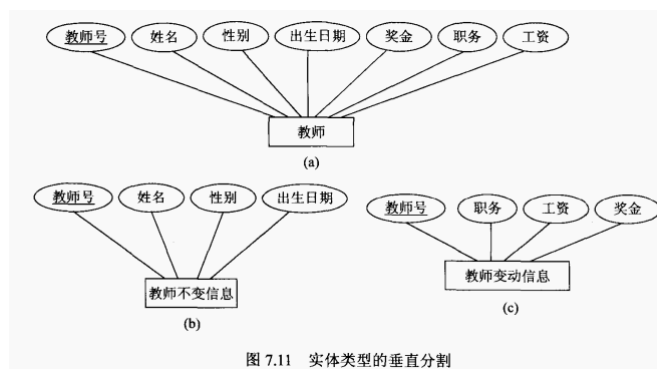 教师号 姓名 性别 出生日期 奖金 职务 工资
教师
(a)
教师号 姓名 性别 出生日期
教师不变信息
(b)
教师号 职务 工资 奖金
教师变动信息
(c)
图 7.11 实体类型的垂直分割